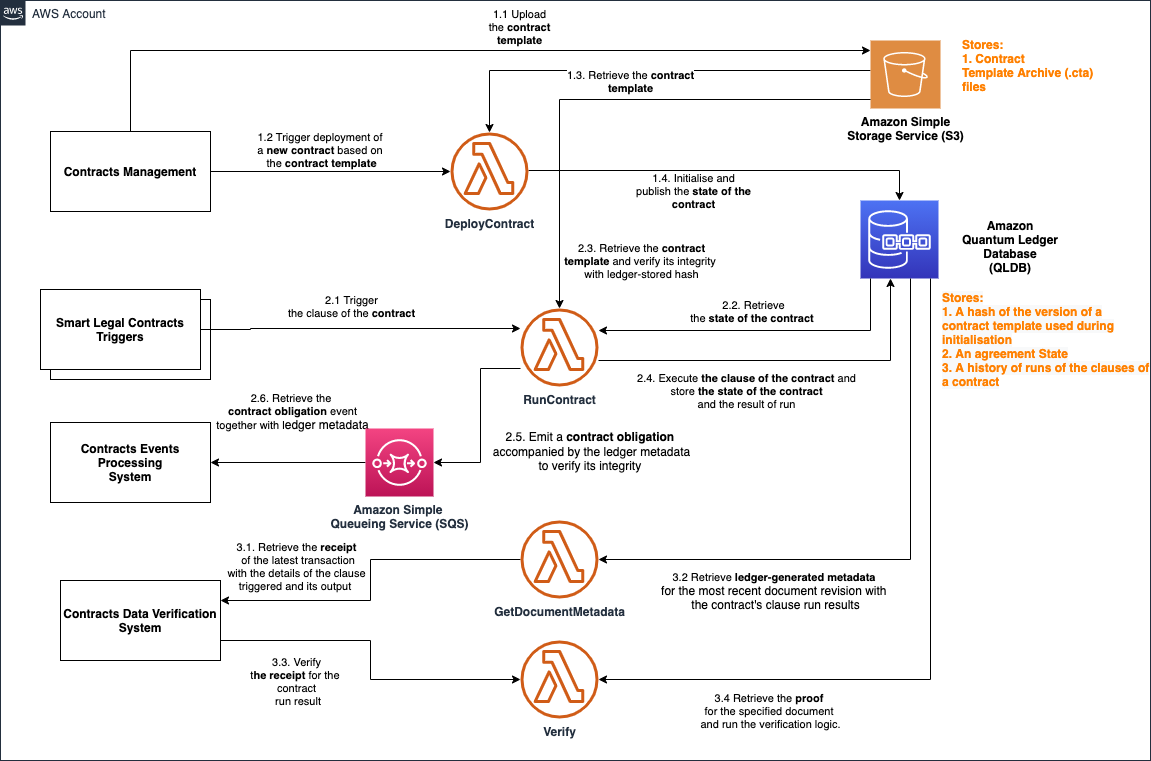 aws
AWS Account
1.1 Upload
the contract
template
Stores:
1. Contract
Template Archive (.cta)
files
1.3. Retrieve the contract
template
Amazon Simple
Storage Service (S3)
1.2 Trigger deployment of
a new contract based on
the contract template
Contracts Management
DeployContract
1.4. Initialise and
publish the state of the
contract
Amazon
Quantum Ledger
Database
(QLDB)
2.3. Retrieve the contract
template and verify its integrity
with ledger-stored hash
Stores:
1. A hash of the version of a
contract template used during
initialisation
2. An agreement State
3. A history of runs of the clauses of
a contract
2.1 Trigger
the clause of the contract
Smart Legal Contracts
Triggers
2.2. Retrieve
the state of the contract
RunContract
2.4. Execute the clause of the contract and
store the state of the contract
and the result of run
2.6. Retrieve the
contract obligation event
together with ledger metadata
Contracts Events
Processing
System
2.5. Emit a contract obligation
accompanied by the ledger metadata
to verify its integrity
Amazon Simple
Queueing Service (SQS)
3.1. Retrieve the receipt
of the latest transaction
with the details of the clause
triggered and its output
GetDocumentMetadata
3.2 Retrieve ledger-generated metadata
for the most recent document revision with
the contract's clause run results
Contracts Data Verification
System
3.3. Verify
the receipt for the
contract
run result
Verify
3.4 Retrieve the proof
for the specified document
and run the verification logic.